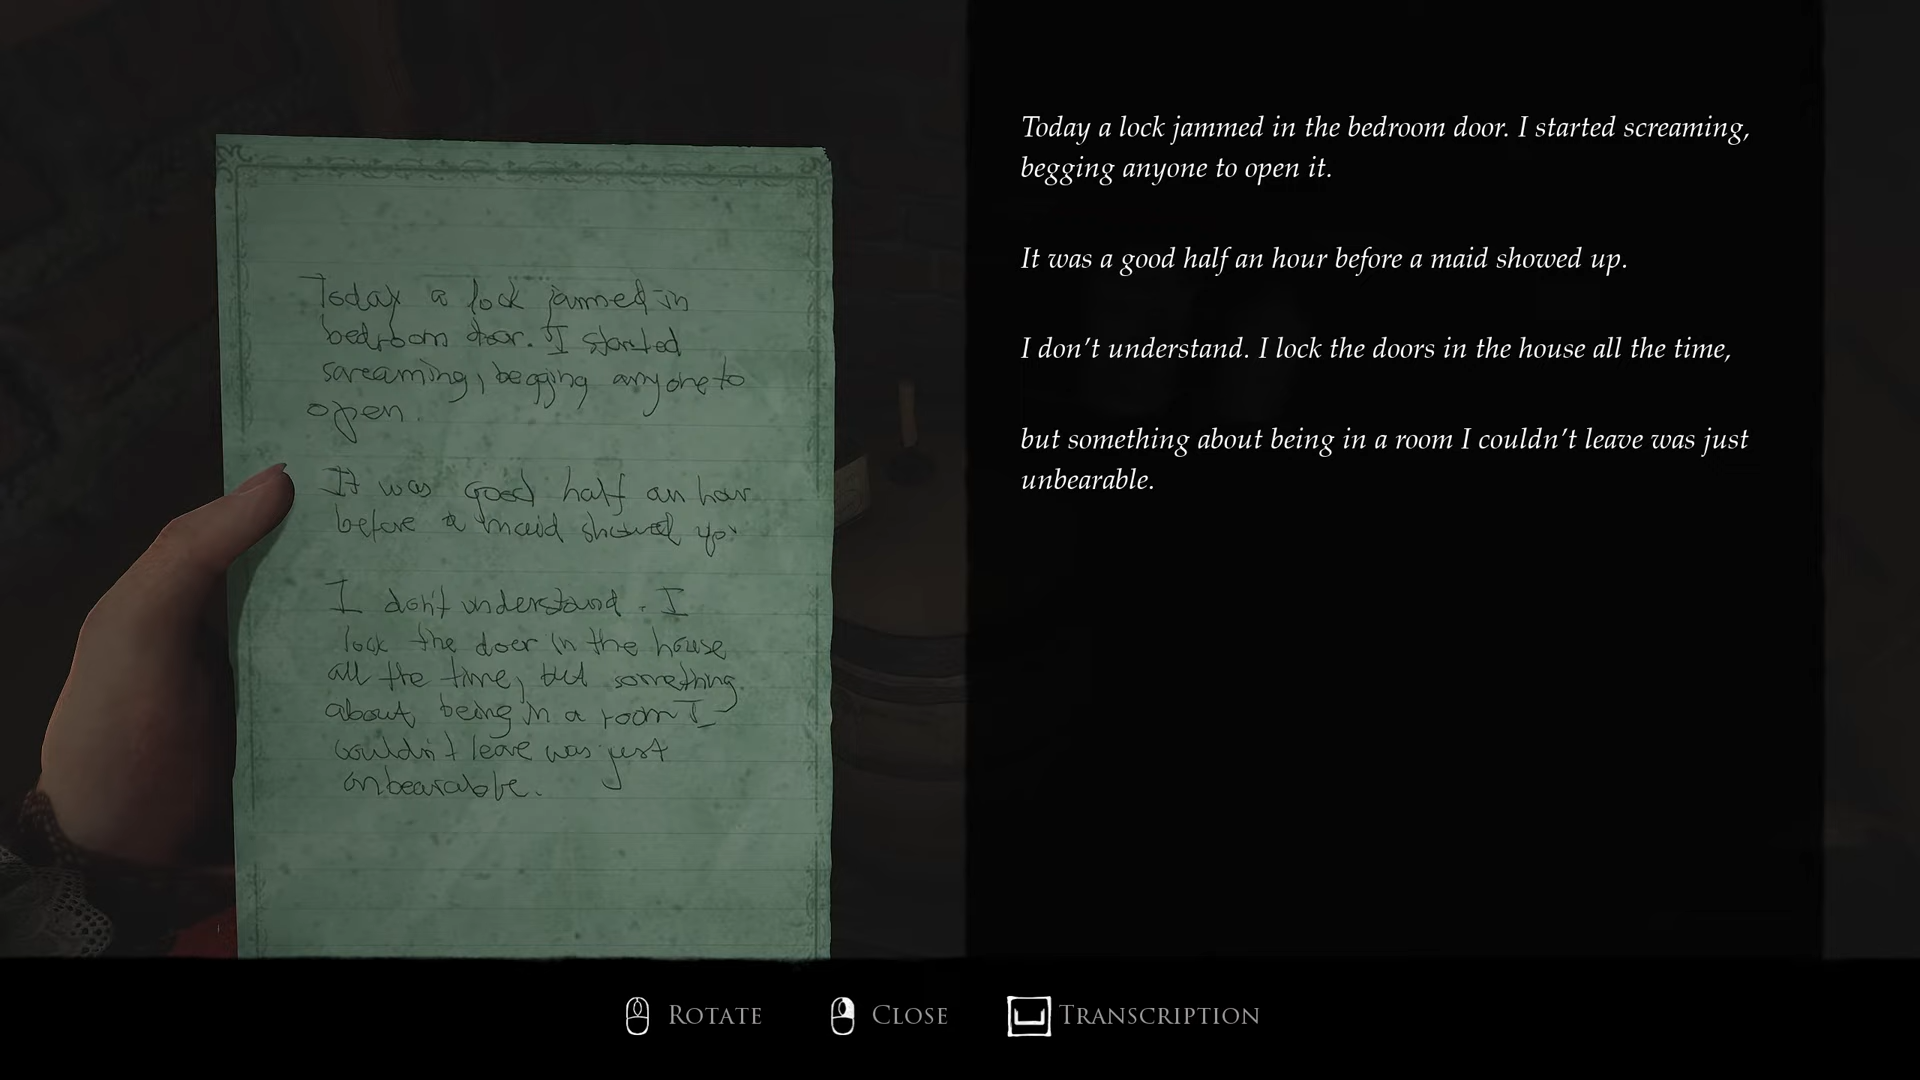 Today a lock jammed in
bedroom door. I started
screaming, begging anyone to
open.
It was good half an hour
before a maid showed up.
I don't understand. I
lock the door in the house
all the time, but something
about being in a room I
couldn't leave was just
unbearable.
Today a lock jammed in the bedroom door. I started screaming,
begging anyone to open it.
It was a good half an hour before a maid showed up.
I don't understand. I lock the doors in the house all the time,
but something about being in a room I couldn't leave was just
unbearable.
ROTATE
CLOSE
TRANSCRIPTION